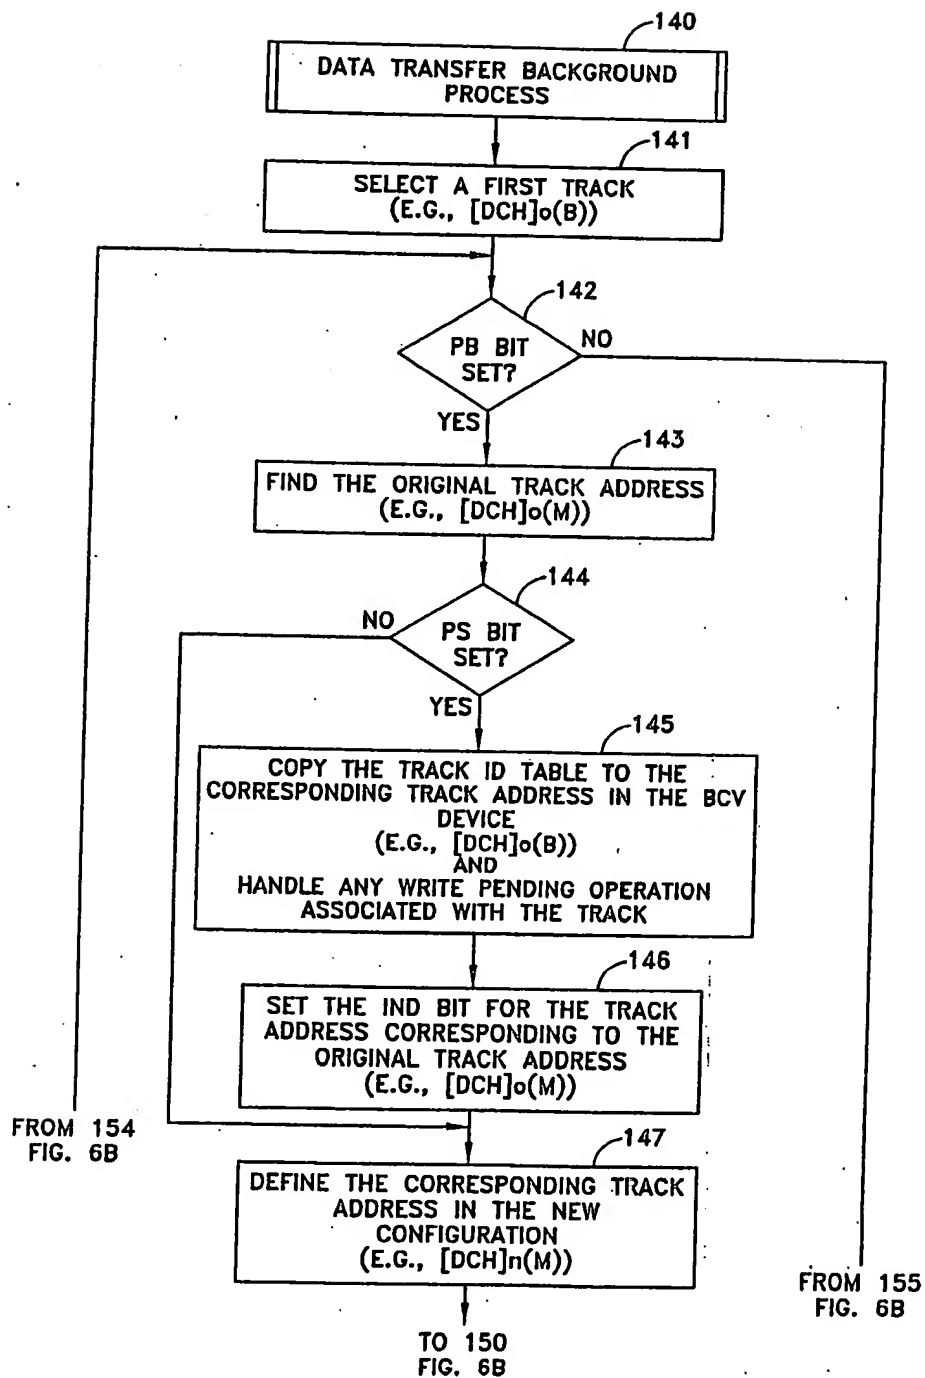 140
DATA TRANSFER BACKGROUND
PROCESS
141
SELECT A FIRST TRACK
(E.G., [DCH]o(B))
142
PB BIT
SET?
NO
YES
143
FIND THE ORIGINAL TRACK ADDRESS
(E.G., [DCH]o(M))
144
NO
PS BIT
SET?
YES
145
COPY THE TRACK ID TABLE TO THE
CORRESPONDING TRACK ADDRESS IN THE BCV
DEVICE
(E.G., [DCH]o(B))
AND
HANDLE ANY WRITE PENDING OPERATION
ASSOCIATED WITH THE TRACK
146
SET THE IND BIT FOR THE TRACK
ADDRESS CORRESPONDING TO THE
ORIGINAL TRACK ADDRESS
(E.G., [DCH]o(M))
FROM 154
FIG. 6B
147
DEFINE THE CORRESPONDING TRACK
ADDRESS IN THE NEW
CONFIGURATION
(E.G., [DCH]n(M))
FROM 155
FIG. 6B
TO 150
FIG. 6B